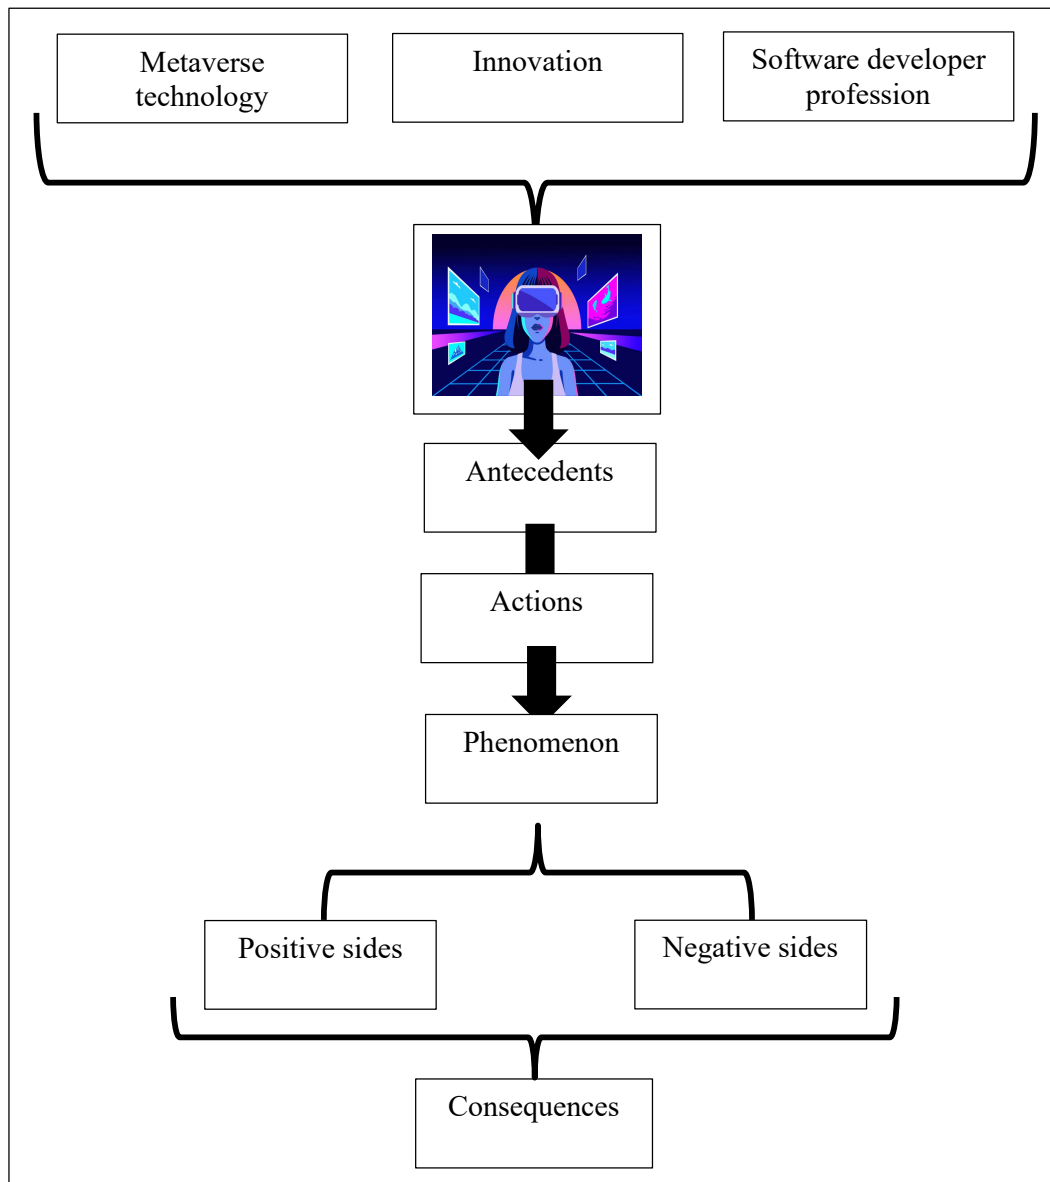 Metaverse
technology
Innovation
Software developer
profession
Antecedents
Actions
Phenomenon
Positive sides
Negative sides
Consequences